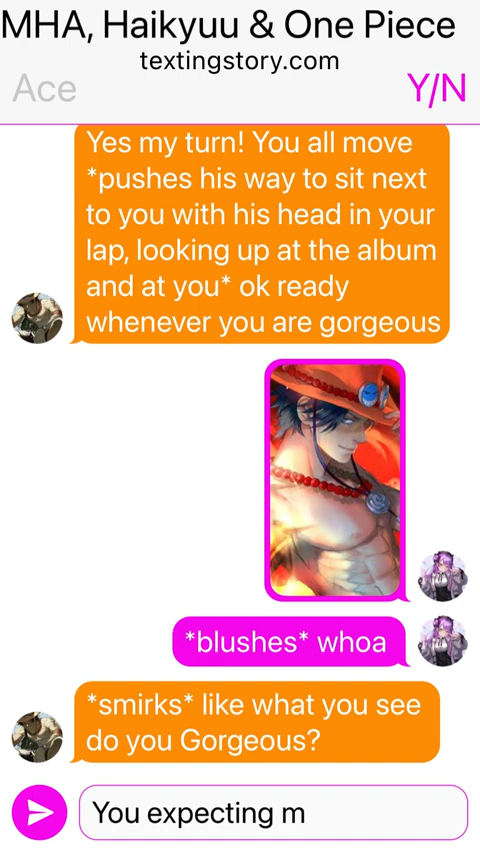 MHA, Haikyuu & One Piece
textingstory.com
Ace
Y/N
Yes my turn! You all move
*pushes his way to sit next
to you with his head in your
lap, looking up at the album
and at you* ok ready
whenever you are gorgeous
*blushes* whoa
*smirks* like what you see
do you Gorgeous?
You expecting m